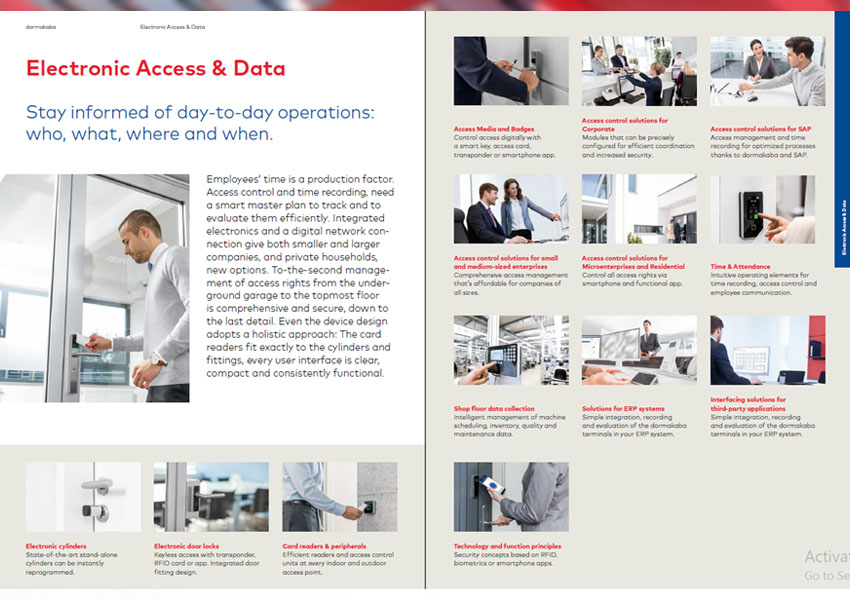 dormakaba
Electronic Access & Data
Electronic Access & Data
Stay informed of day-to-day operations:
who, what, where and when.
Employees' time is a production factor.
Access control and time recording, need
a smart master plan to track and to
evaluate them efficiently. Integrated
electronics and a digital network con-
nection give both smaller and larger
companies, and private households,
new options. To-the-second manage-
ment of access rights from the under-
ground garage to the topmost floor
is comprehensive and secure, down to
the last detail. Even the device design
adopts a holistic approach: The card
readers fit exactly to the cylinders and
fittings, every user interface is clear,
compact and consistently functional.
Electronic cylinders
State-of-the-art stand-alone
cylinders can be instantly
reprogrammed.
Electronic door locks
Keyless access with transponder,
RFID card or app. Integrated door
fitting design.
Card readers & peripherals
Efficient readers and access control
units at every indoor and outdoor
access point.
Access Media and Badges
Control access digitally with
a smart key, access card,
transponder or smartphone app.
Access control solutions for
Corporate
Modules that can be precisely
configured for efficient coordination
and increased security.
Access control solutions for SAP
Access management and time
recording for optimized processes
thanks to dormakaba and SAP.
Access control solutions for small
and medium-sized enterprises
Comprehensive access management
that's affordable for companies of
all sizes.
Access control solutions for
Microenterprises and Residential
Control all access rights via
smartphone and functional app.
Time & Attendance
Intuitive operating elements for
time recording, access control and
employee communication.
Shop floor data collection
Intelligent management of machine
scheduling, inventory, quality and
maintenance data.
Solutions for ERP systems
Simple integration, recording
and evaluation of the dormakaba
terminals in your ERP system.
Interfacing solutions for
third-party applications
Simple integration, recording
and evaluation of the dormakaba
terminals in your ERP system.
Technology and function principles
Security concepts based on RFID,
biometrics or smartphone apps.
Electronic Access & Data
Activat
Go to Se